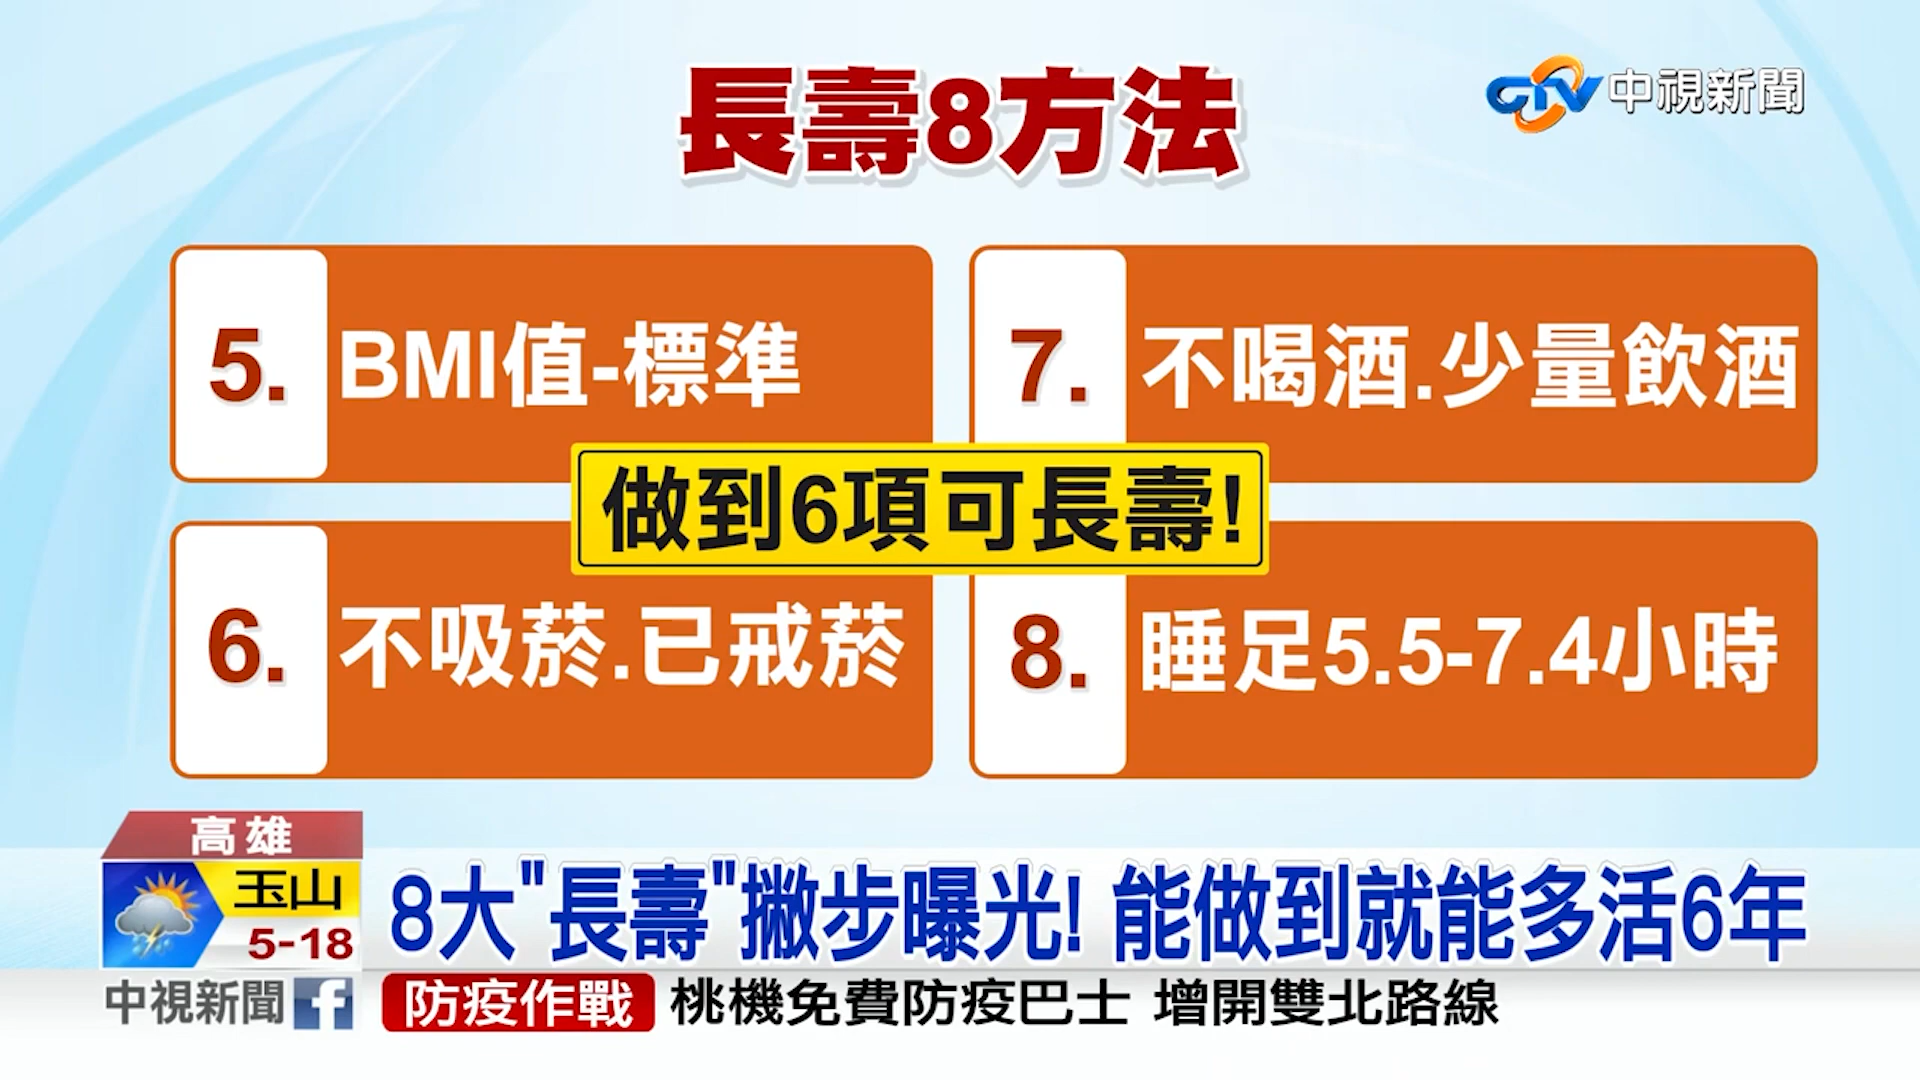 長壽8方法
CTV中視新聞
5. BMI值-標準
7. 不喝酒.少量飲酒
做到6項可長壽!
6. 不吸菸.已戒菸
8. 睡足5.5-7.4小時
高雄
玉山
5-18
8大"長壽"撇步曝光! 能做到就能多活6年
中視新聞 f
防疫作戰 桃機免費防疫巴士 增開雙北路線